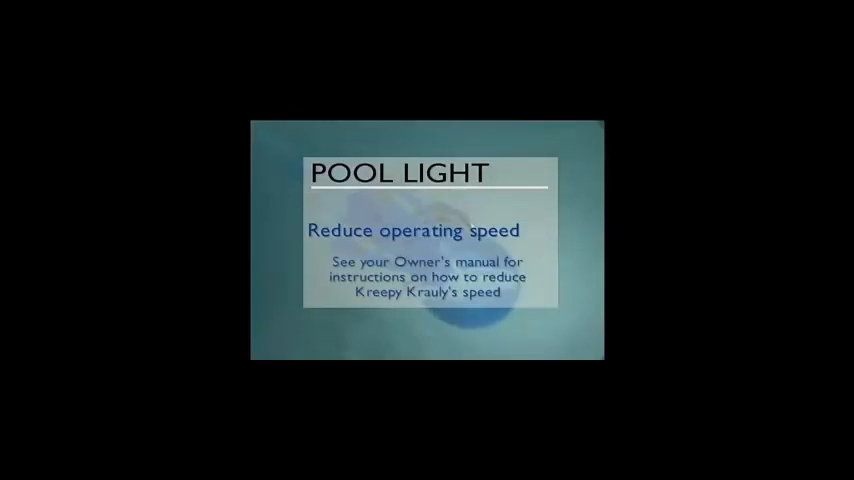 POOL LIGHT
Reduce operating speed
See your Owner's manual for
instructions on how to reduce
Kreepy Krauly's speed